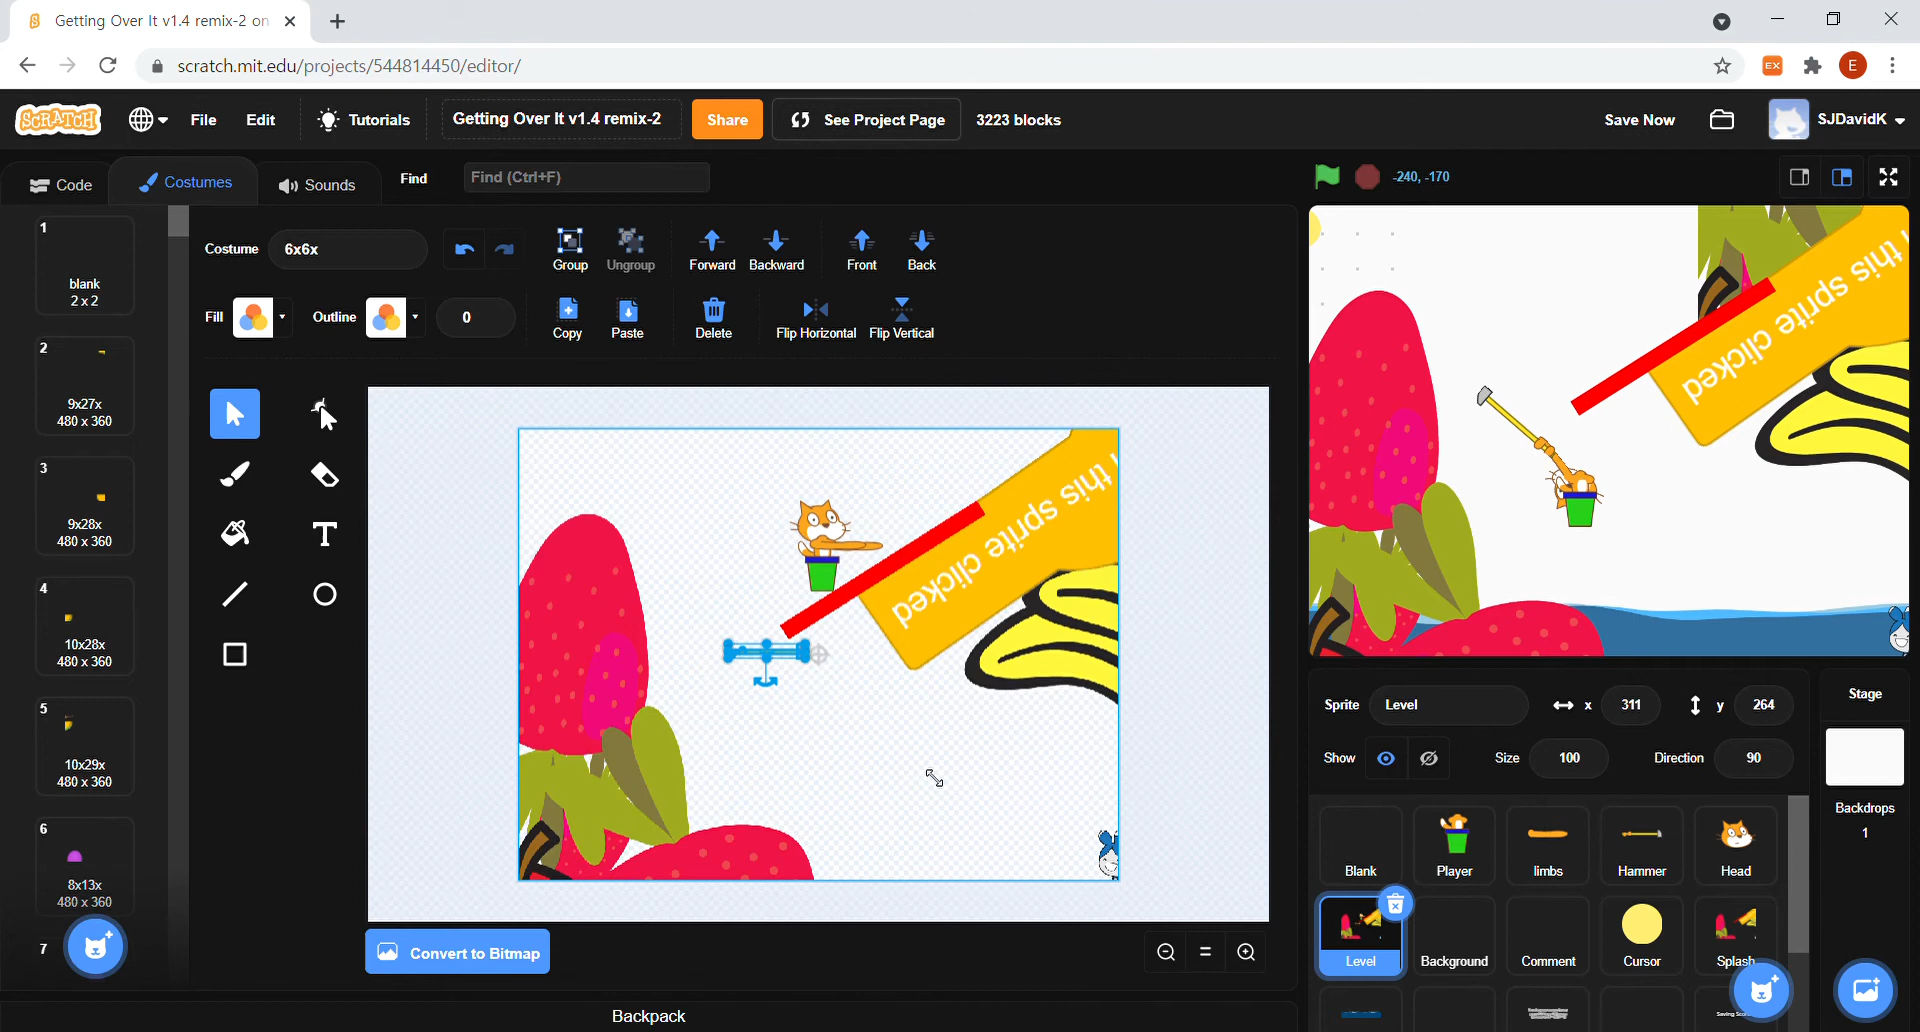 Getting Over It v1.4 remix-2 on
scratch.mit.edu/projects/544814450/editor/
EX
E
SCRATCH
File
Edit
Tutorials
Getting Over It v1.4 remix-2
Share
See Project Page
3223 blocks
Save Now
SJDavidK
Code
Costumes
Sounds
Find
Find (Ctrl+F)
-240, -170
1
blank
2 x 2
2
9x27x
480 x 360
3
9x28x
480 x 360
4
10x28x
480 x 360
5
10x29x
480 x 360
6
8x13x
480 x 360
7
Costume
6x6x
Group
Ungroup
Forward
Backward
Front
Back
Fill
Outline
0
Copy
Paste
Delete
Flip Horizontal
Flip Vertical
this sprite clicked
Convert to Bitmap
Backpack
this sprite clicked
Sprite
Level
x
311
y
264
Show
Size
100
Direction
90
Blank
Player
limbs
Hammer
Head
Level
Background
Comment
Cursor
Splash
Stage
Backdrops
1